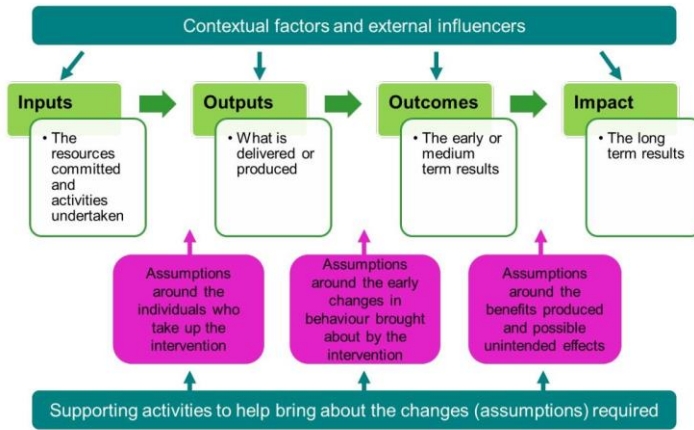 Contextual factors and external influencers
Inputs
• The
resources
committed
and
activities
undertaken
Outputs
• What is
delivered or
produced
Outcomes
• The early or
medium
term results
Impact
• The long
term results
Assumptions
around the
individuals who
take up the
intervention
Assumptions
around the early
changes in
behaviour brought
about by the
intervention
Assumptions
around the
benefits produced
and possible
unintended effects
Supporting activities to help bring about the changes (assumptions) required